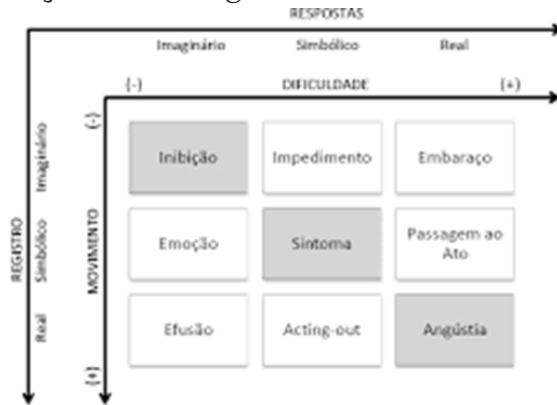 RESPOSTAS
Imaginário Simbólico Real
(-) DIFICULDADE (+)
(-)
Inibição Impedimento Embaraço
Emoção Sintoma Passagem ao Ato
Efusão Acting-out Angústia
(+)
MOVIMENTO
REGISTRO
Imaginário
Simbólico
Real